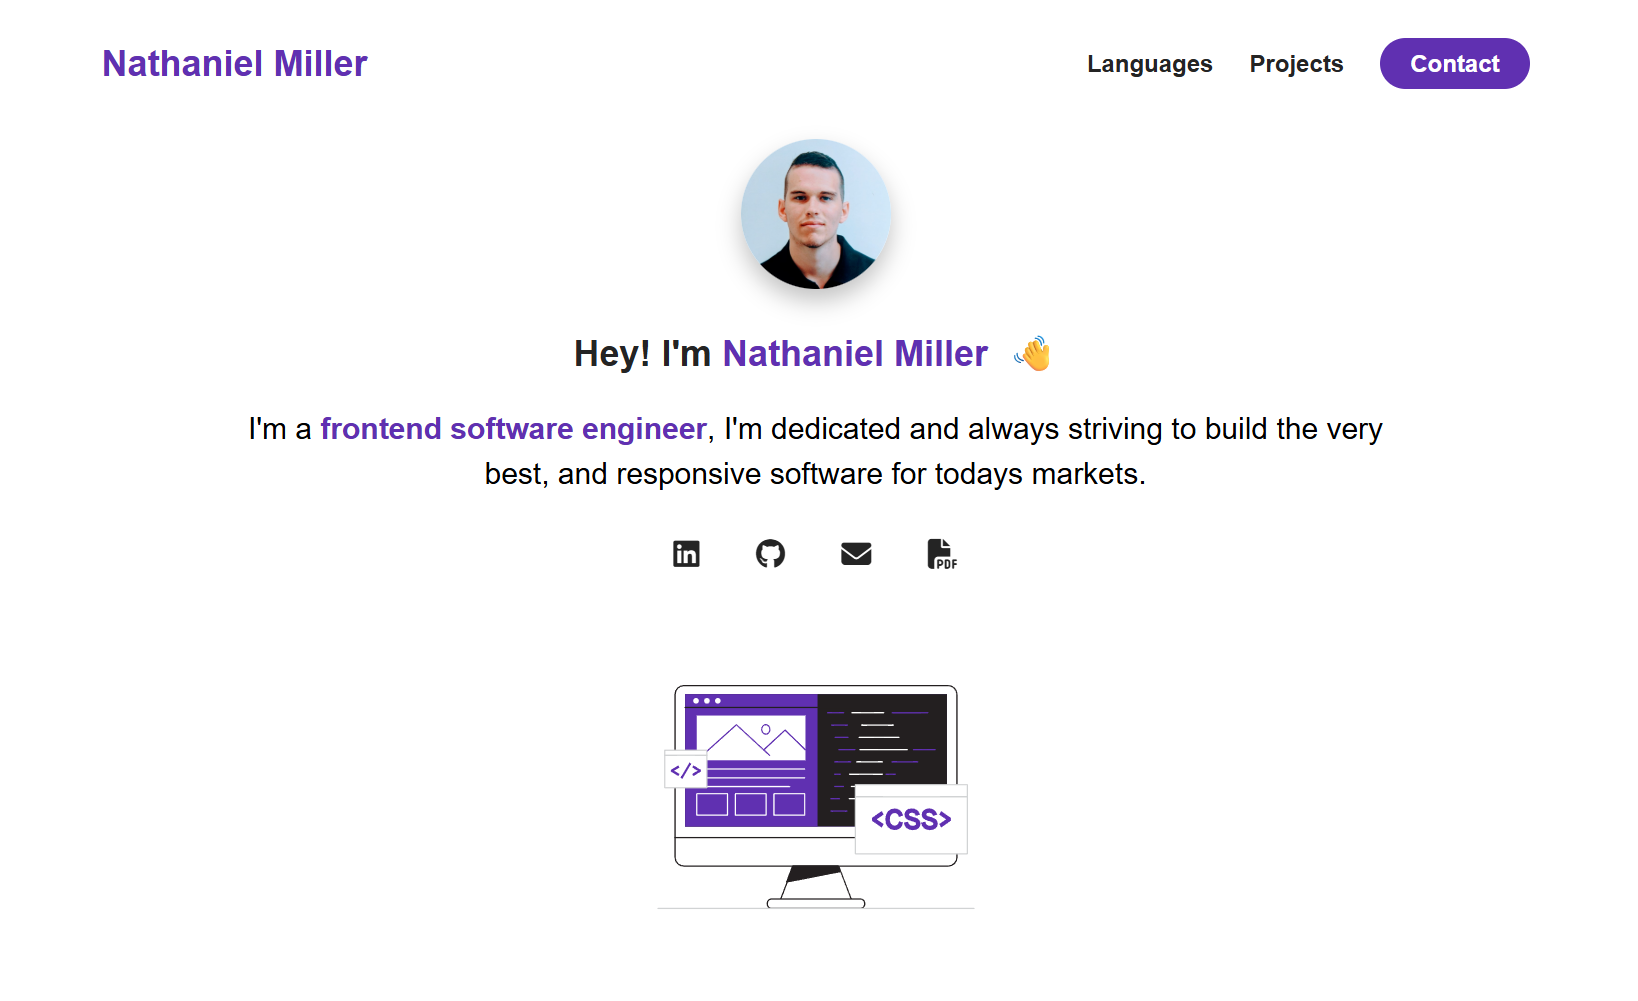 Nathaniel Miller
Languages Projects Contact
Hey! I'm Nathaniel Miller 👋
I'm a frontend software engineer, I'm dedicated and always striving to build the very
best, and responsive software for todays markets.
in
PDF
</>
<CSS>